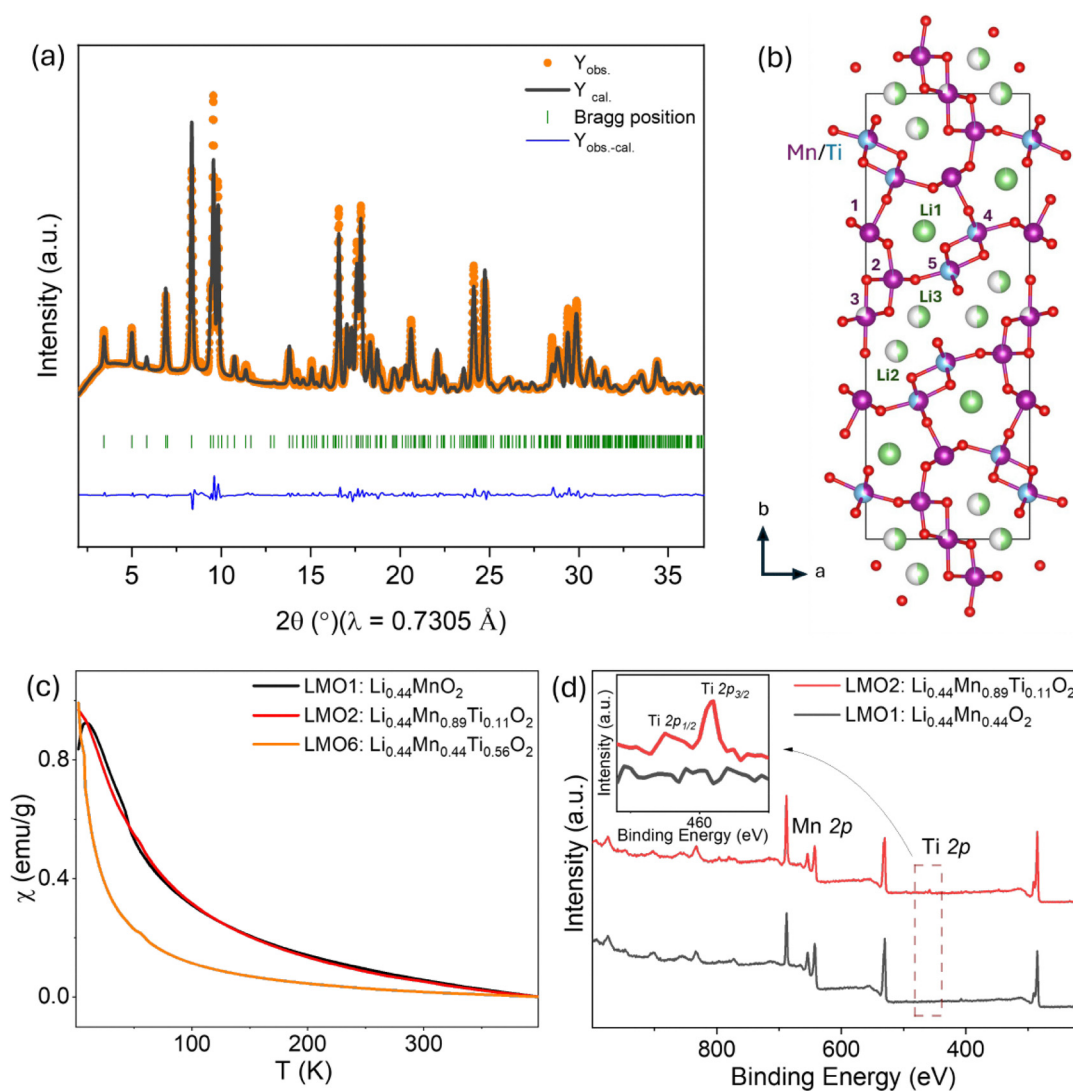 (a)
Y_obs.
Y_cal.
Bragg position
Y_obs.-cal.
Intensity (a.u.)
5 10 15 20 25 30 35
2θ (°)(λ = 0.7305 Å)
(b)
Mn/Ti
1
Li1
4
2
5
3
Li3
Li2
b
a
(c)
LMO1: Li0.44MnO2
LMO2: Li0.44Mn0.89Ti0.11O2
LMO6: Li0.44Mn0.44Ti0.56O2
χ (emu/g)
0.8
0.4
0.0
100 200 300
T (K)
(d)
LMO2: Li0.44Mn0.89Ti0.11O2
LMO1: Li0.44Mn0.44O2
Intensity (a.u.)
Ti 2p3/2
Ti 2p1/2
460
Binding Energy (eV)
Mn 2p
Ti 2p
Intensity (a.u.)
800 600 400
Binding Energy (eV)